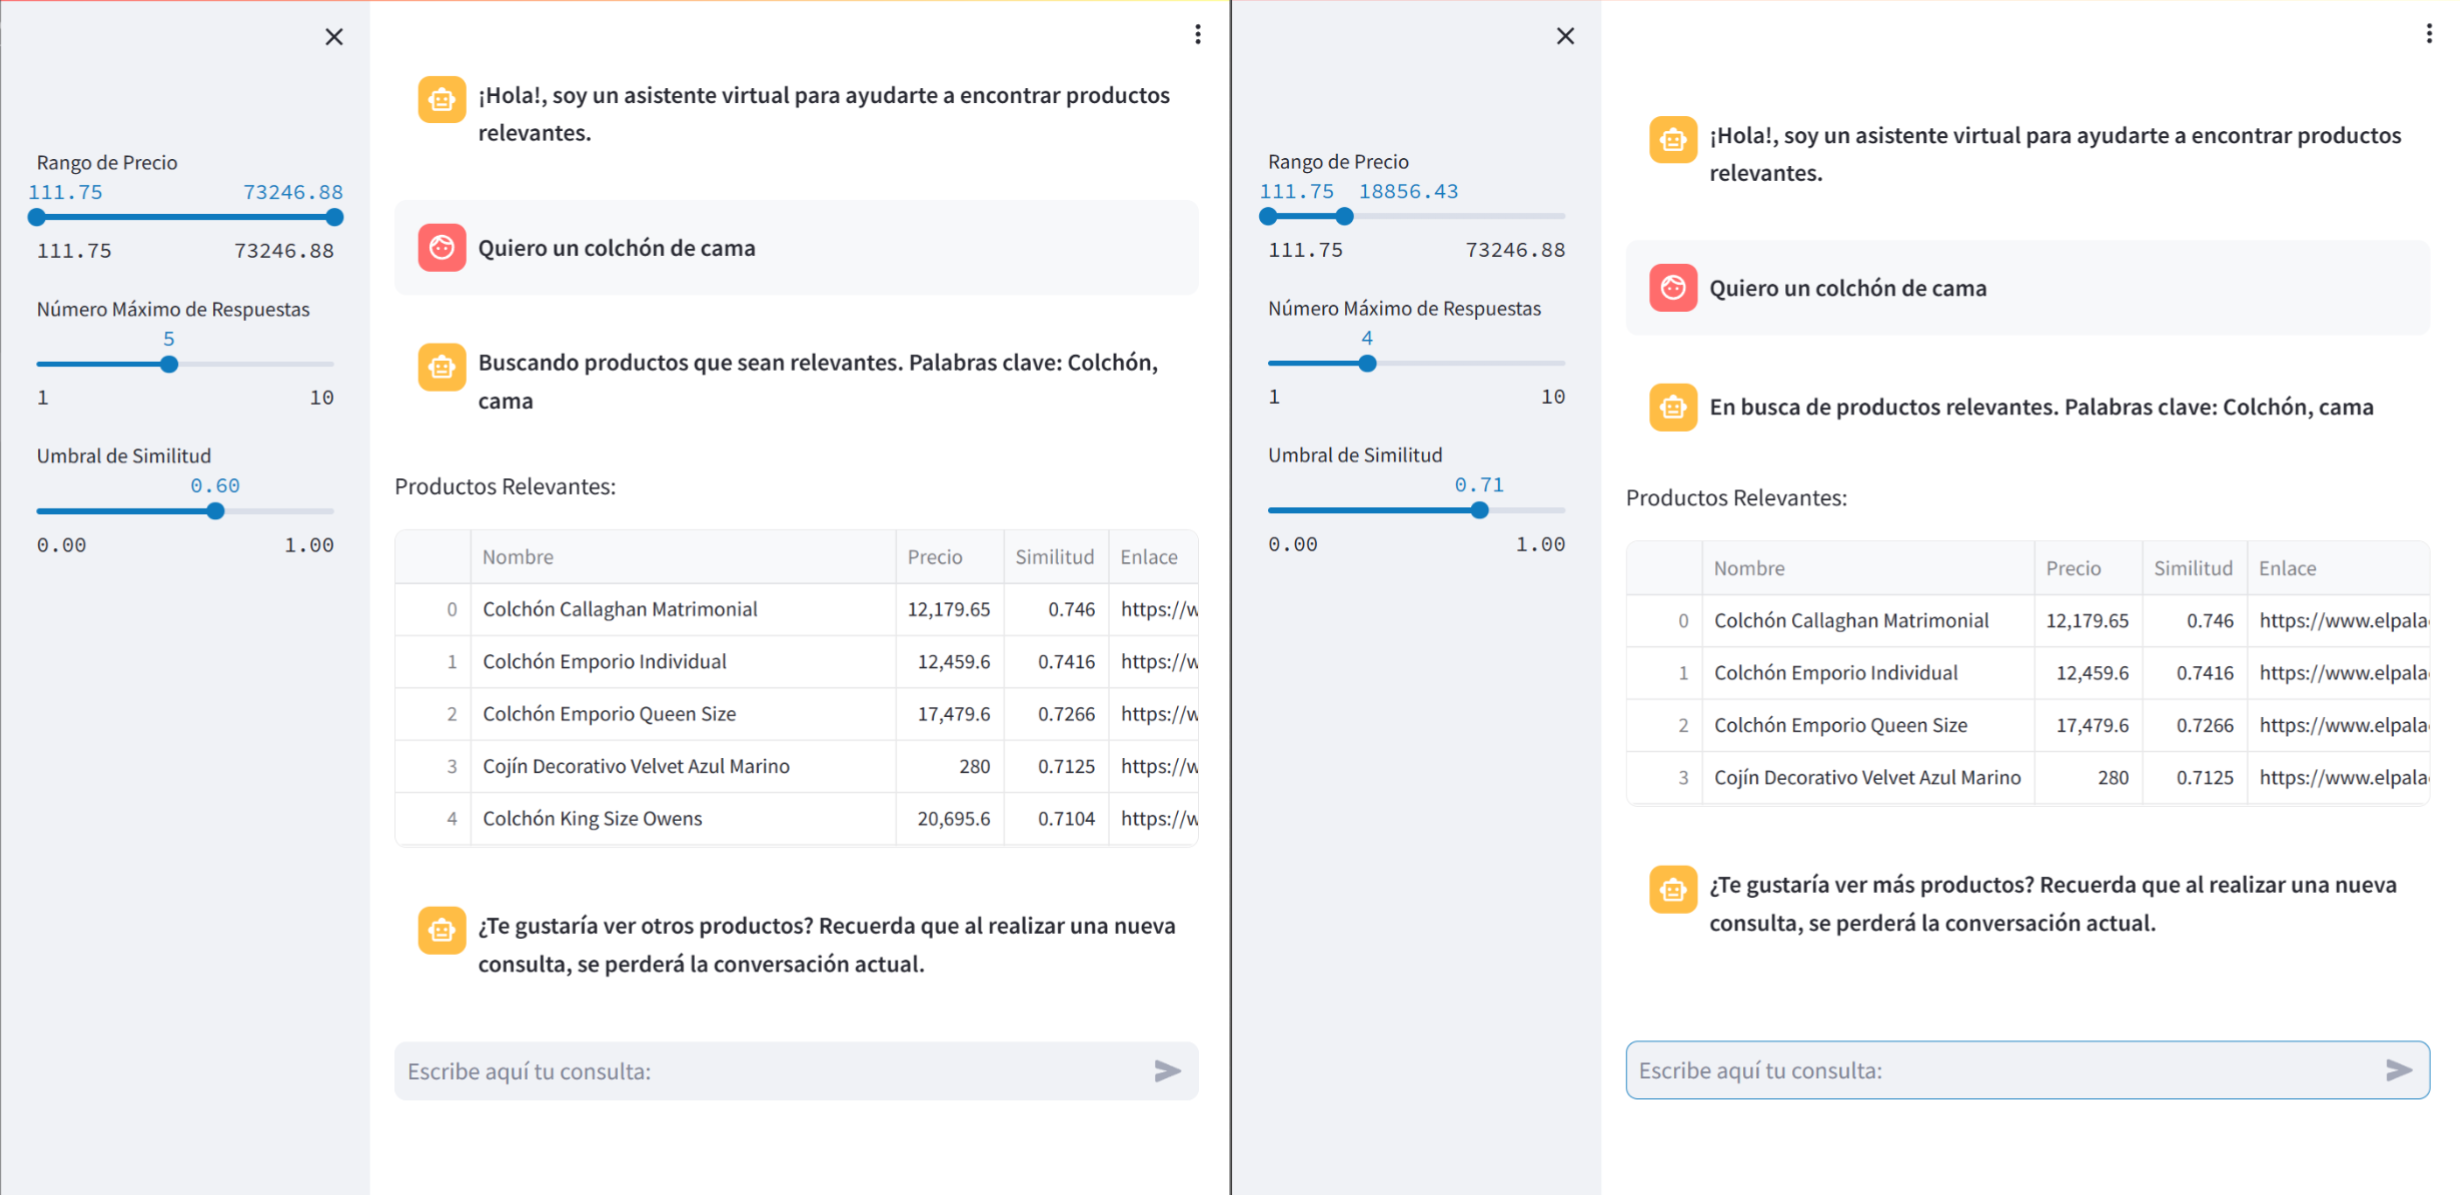 Rango de Precio
111.75 73246.88
111.75 73246.88
Número Máximo de Respuestas
5
1 10
Umbral de Similitud
0.60
0.00 1.00
¡Hola!, soy un asistente virtual para ayudarte a encontrar productos
relevantes.
Quiero un colchón de cama
Buscando productos que sean relevantes. Palabras clave: Colchón,
cama
Productos Relevantes:
Nombre Precio Similitud Enlace
0 Colchón Callaghan Matrimonial 12,179.65 0.746 https://w
1 Colchón Emporio Individual 12,459.6 0.7416 https://w
2 Colchón Emporio Queen Size 17,479.6 0.7266 https://w
3 Cojín Decorativo Velvet Azul Marino 280 0.7125 https://w
4 Colchón King Size Owens 20,695.6 0.7104 https://w
¿Te gustaría ver otros productos? Recuerda que al realizar una nueva
consulta, se perderá la conversación actual.
Escribe aquí tu consulta:
Rango de Precio
111.75 18856.43
111.75 73246.88
Número Máximo de Respuestas
4
1 10
Umbral de Similitud
0.71
0.00 1.00
¡Hola!, soy un asistente virtual para ayudarte a encontrar productos
relevantes.
Quiero un colchón de cama
En busca de productos relevantes. Palabras clave: Colchón, cama
Productos Relevantes:
Nombre Precio Similitud Enlace
0 Colchón Callaghan Matrimonial 12,179.65 0.746 https://www.elpala
1 Colchón Emporio Individual 12,459.6 0.7416 https://www.elpala
2 Colchón Emporio Queen Size 17,479.6 0.7266 https://www.elpala
3 Cojín Decorativo Velvet Azul Marino 280 0.7125 https://www.elpala
¿Te gustaría ver más productos? Recuerda que al realizar una nueva
consulta, se perderá la conversación actual.
Escribe aquí tu consulta: